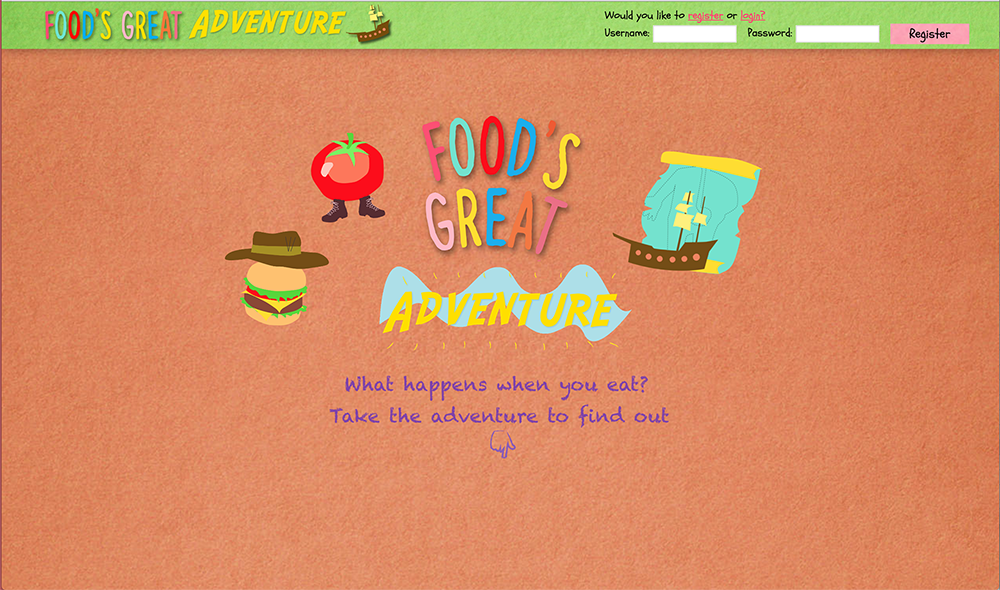 FOOD'S GREAT ADVENTURE
Would you like to register or login?
Username: Password: Register
FOOD'S
GREAT
ADVENTURE
What happens when you eat?
Take the adventure to find out